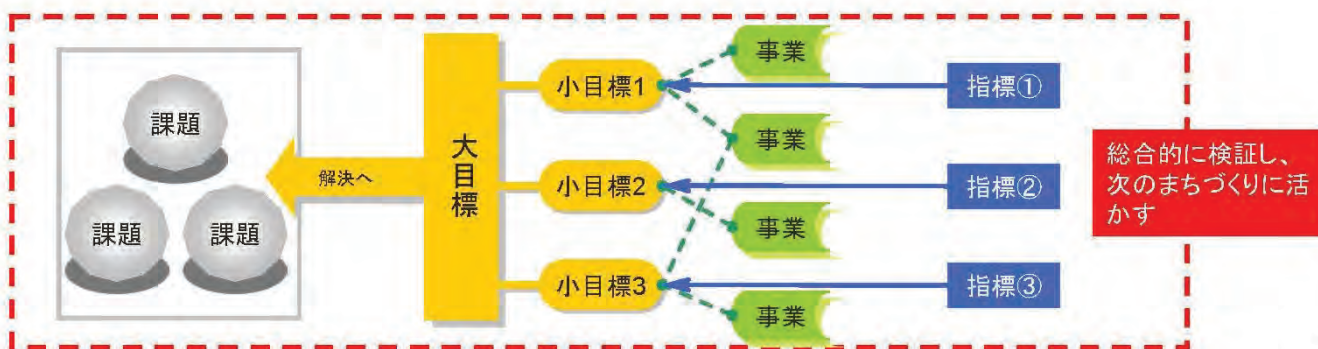 課題
課題
課題
解決へ
大目標
小目標1
小目標2
小目標3
事業
事業
事業
事業
指標①
指標②
指標③
総合的に検証し、
次のまちづくりに活
かす